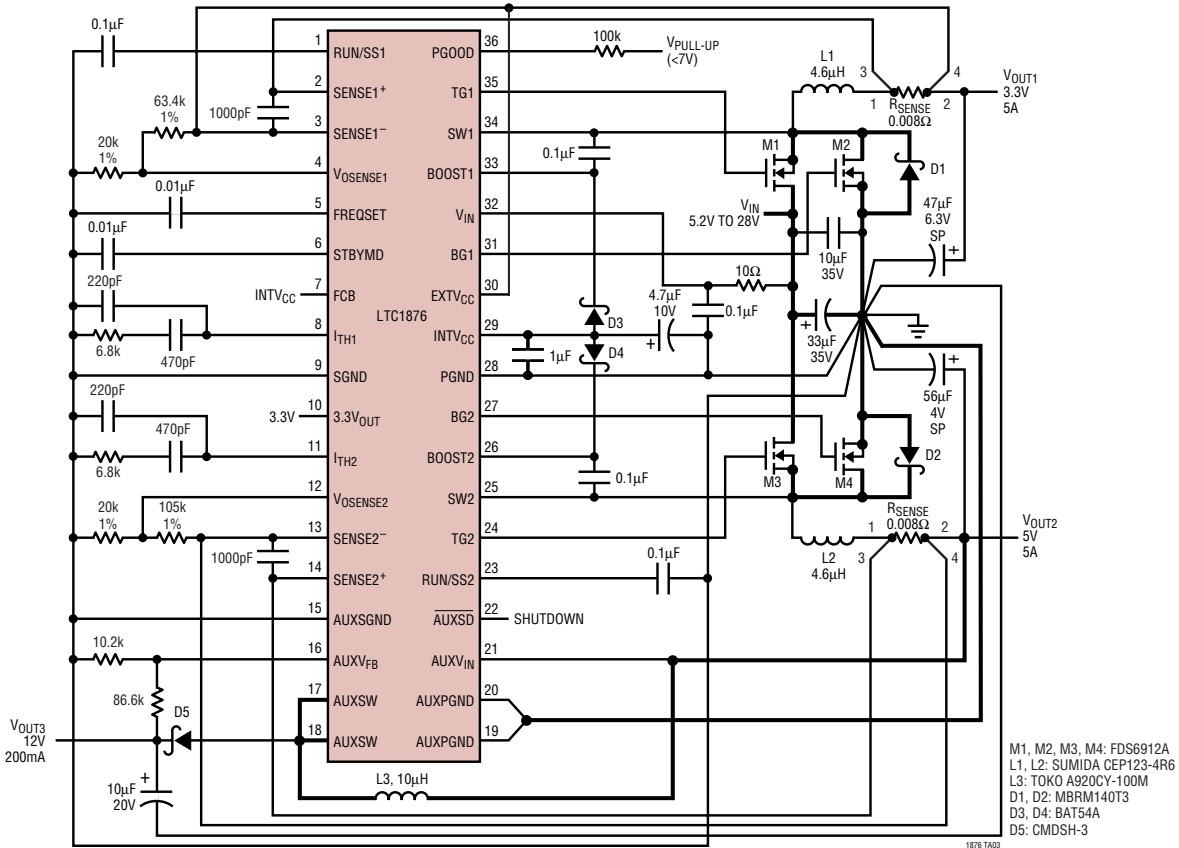 0.1µF
1 RUN/SS1
2 SENSE1+
1000pF
3 SENSE1−
63.4k
1%
20k
1%
4 VOSENSE1
0.01µF
5 FREQSET
0.01µF
6 STBYMD
220pF
INTVCC
7 FCB
8 ITH1
6.8k
470pF
9 SGND
220pF
3.3V
10 3.3VOUT
470pF
11 ITH2
6.8k
12 VOSENSE2
20k
1%
105k
1%
13 SENSE2−
1000pF
14 SENSE2+
15 AUXSGND
10.2k
16 AUXVFB
86.6k
17 AUXSW
D5
18 AUXSW
VOUT3
12V
200mA
10µF
20V
+
L3, 10µH
LTC1876
PGOOD 36
100k
VPULL-UP
(<7V)
TG1 35
SW1 34
0.1µF
BOOST1 33
VIN 32
BG1 31
EXTVCC 30
INTVCC 29
PGND 28
BG2 27
BOOST2 26
0.1µF
SW2 25
TG2 24
RUN/SS2 23
0.1µF
AUXSD 22
SHUTDOWN
AUXVIN 21
AUXPGND 20
AUXPGND 19
D3
D4
1µF
4.7µF
10V
+
0.1µF
10Ω
L1
4.6µH
3
4
1
2
RSENSE
0.008Ω
VOUT1
3.3V
5A
M1
M2
D1
VIN
5.2V TO 28V
10µF
35V
47µF
6.3V
SP
+
+
33µF
35V
+
56µF
4V
SP
M3
M4
D2
RSENSE
0.008Ω
1
2
3
4
L2
4.6µH
VOUT2
5V
5A
M1, M2, M3, M4: FDS6912A
L1, L2: SUMIDA CEP123-4R6
L3: TOKO A920CY-100M
D1, D2: MBRM140T3
D3, D4: BAT54A
D5: CMDSH-3
1876 TA03